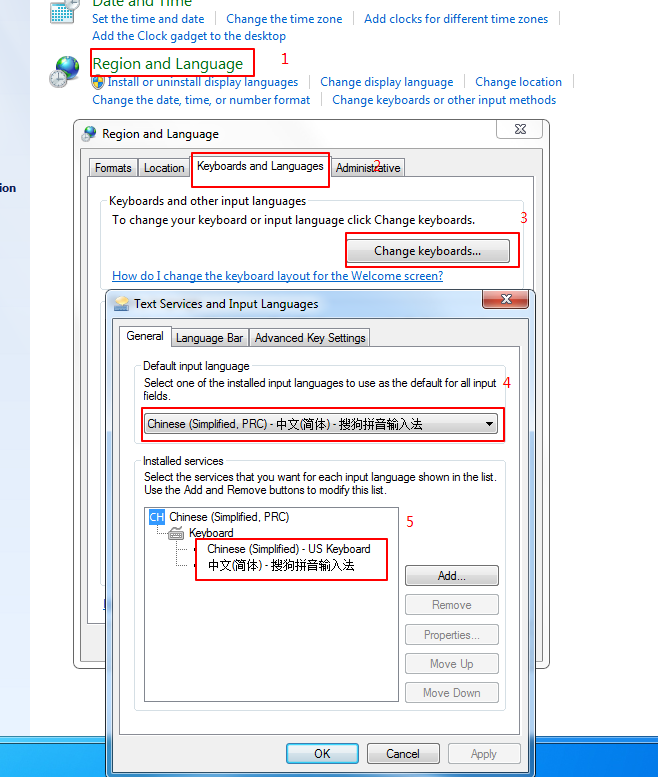 Date and Time
Set the time and date
Change the time zone
Add clocks for different time zones
Add the Clock gadget to the desktop
Region and Language
1
Install or uninstall display languages
Change display language
Change location
Change the date, time, or number format
Change keyboards or other input methods
Region and Language
ion
Formats
Location
Keyboards and Languages
2
Administrative
Keyboards and other input languages
To change your keyboard or input language click Change keyboards.
3
Change keyboards...
How do I change the keyboard layout for the Welcome screen?
Text Services and Input Languages
General
Language Bar
Advanced Key Settings
Default input language
Select one of the installed input languages to use as the default for all input
fields.
4
Chinese (Simplified, PRC) - 中文(简体) - 搜狗拼音输入法
Installed services
Select the services that you want for each input language shown in the list.
Use the Add and Remove buttons to modify this list.
CH Chinese (Simplified, PRC)
5
Keyboard
Chinese (Simplified) - US Keyboard
中文(简体) - 搜狗拼音输入法
Add...
Remove
Properties...
Move Up
Move Down
OK
Cancel
Apply